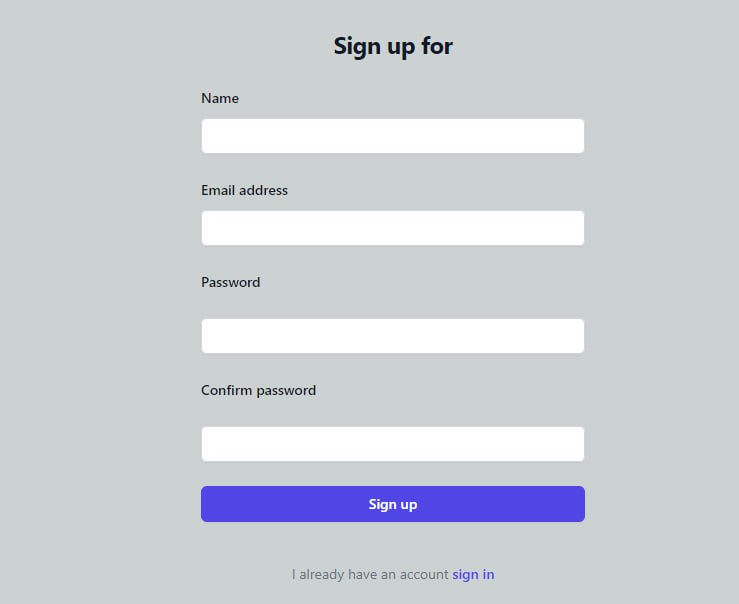 Sign up for
Name
Email address
Password
Confirm password
Sign up
I already have an account sign in